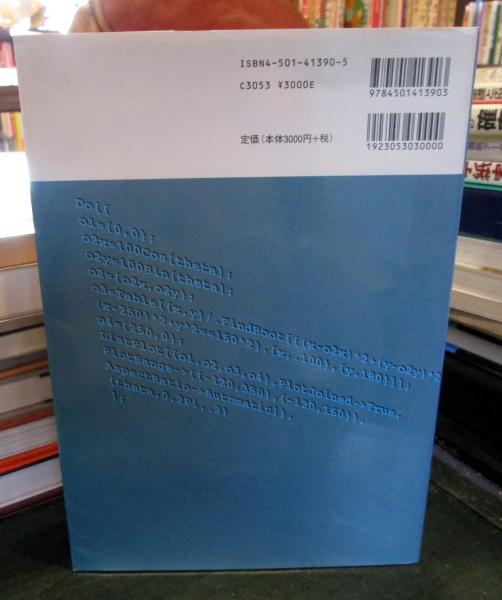 ISBN4-501-41390-5
C3053 ¥3000E
9784501413903
定価(本体3000円+税)
1923053030000
Do[{
o1={0,0};
o2x=100Cos[theta];
o2y=100Sin[theta];
o2={o2x,o2y};
o3=Table[{x,y}/.FindRoot[{(x-o2x)^2+(y-o2y)^2
(x-250)^2+y^2==150^2},{x,.100},{y,180}]];
o4={250,0};
ListPlot[{o1,o2,o3,o4},PlotJoined->True,
PlotRange->{{-120,350},{-120,160}},
AspectRatio->Automatic]},
{theta,0,2Pi,.2}
];